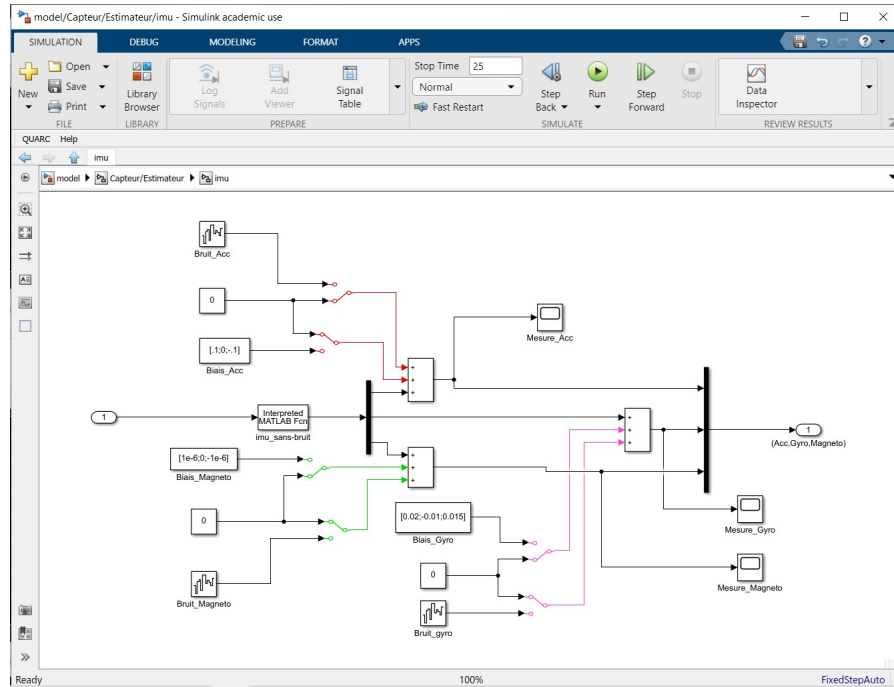 model/Capteur/Estimateur/imu - Simulink academic use
SIMULATION DEBUG MODELING FORMAT APPS
New
Open
Save
Print
FILE
Library
Browser
LIBRARY
Log
Signals
Add
Viewer
Signal
Table
PREPARE
Stop Time 25
Normal
Fast Restart
Step
Back
Run
Step
Forward
Stop
SIMULATE
Data
Inspector
REVIEW RESULTS
QUARC Help
imu
model Capteur/Estimateur imu
Bruit_Acc
0
[.1;0;-.1]
Biais_Acc
+
+
+
Mesure_Acc
1
Interpreted
MATLAB Fcn
imu_sans-bruit
+
+
+
1
(Acc,Gyro,Magneto)
[1e-6;0;-1e-6]
Biais_Magneto
+
+
+
0
[0.02;-0.01;0.015]
Biais_Gyro
Mesure_Gyro
Bruit_Magneto
0
Mesure_Magneto
Bruit_gyro
Ready 100% FixedStepAuto